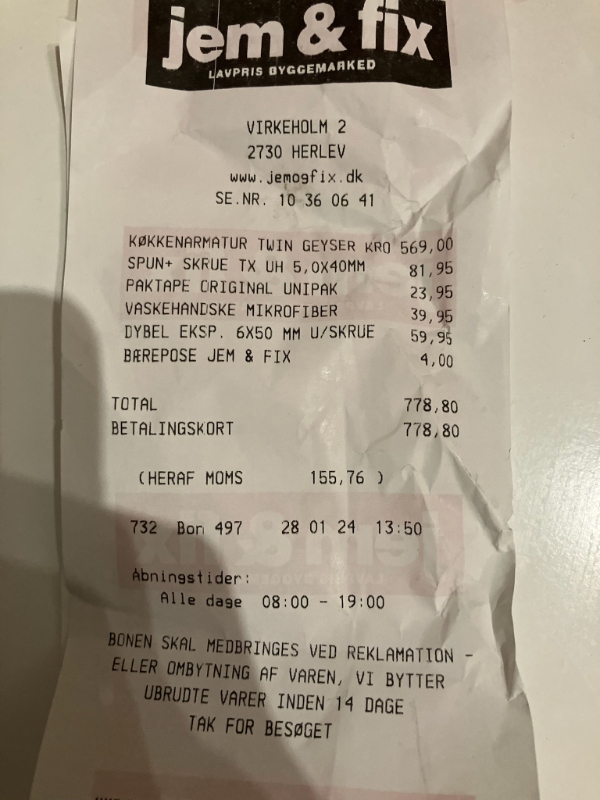 jem & fix
LAVPRIS BYGGEMARKED
VIRKEHOLM 2
2730 HERLEV
www.jemogfix.dk
SE.NR. 10 36 06 41
KØKKENARMATUR TWIN GEYSER KRO 569,00
SPUN+ SKRUE TX UH 5,0X40MM 81,95
PAKTAPE ORIGINAL UNIPAK 23,95
VASKEHANDSKE MIKROFIBER 39,95
DYBEL EKSP. 6X50 MM U/SKRUE 59,95
BÆREPOSE JEM & FIX 4,00
TOTAL 778,80
BETALINGSKORT 778,80
(HERAF MOMS 155,76 )
732 Bon 497 28 01 24 13:50
Åbningstider:
Alle dage 08:00 - 19:00
BONEN SKAL MEDBRINGES VED REKLAMATION -
ELLER OMBYTNING AF VAREN, VI BYTTER
UBRUDTE VARER INDEN 14 DAGE
TAK FOR BESØGET